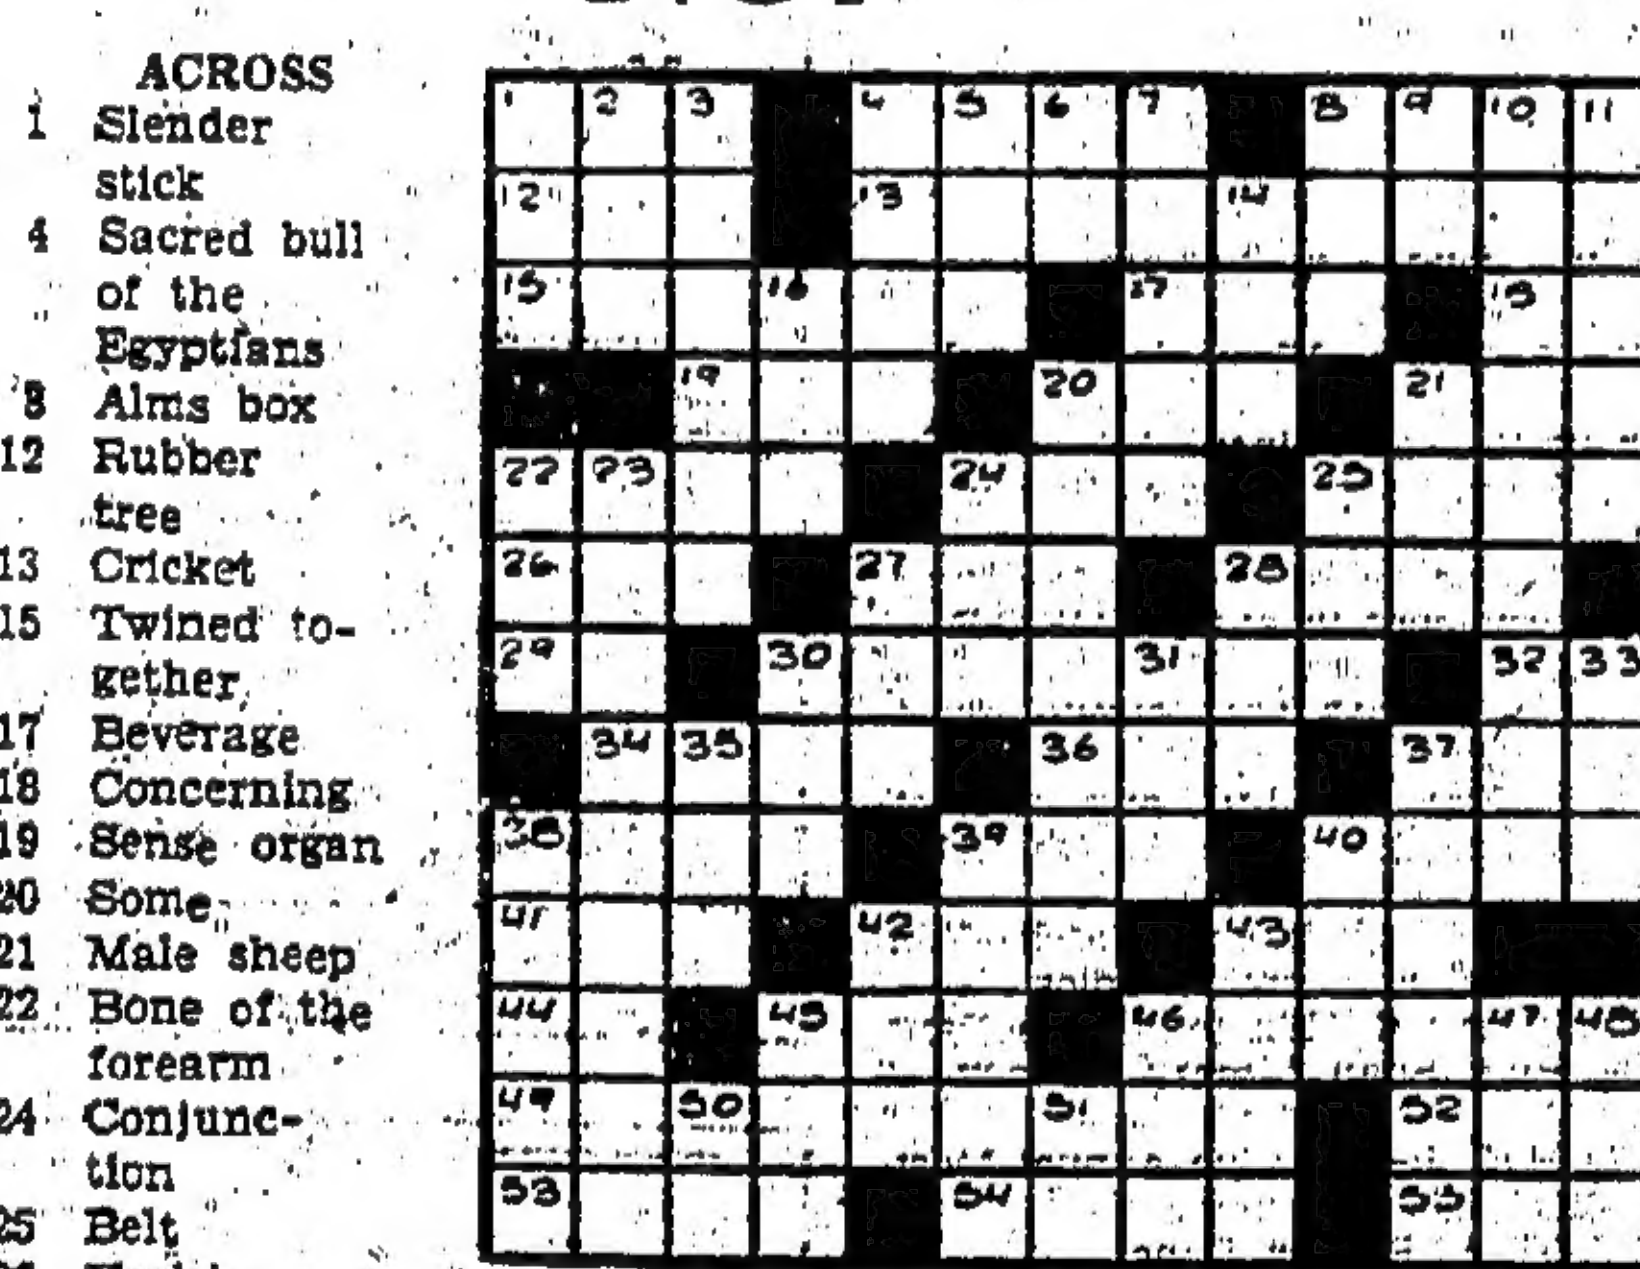 ACROSS
1 Slender
stick
4 Sacred bull
of the
Egyptians
8 Alms box
12 Rubber
tree
13 Cricket
15 Twined to-
gether
17 Beverage
18 Concerning
19 Sense organ
20 Some
21 Male sheep
22 Bone of the
forearm
24 Conjunc-
tion
25 Belt
1 2 3 4 5 6 7 8 9 10 11
12 13 14
15 16 17 18
19 20 21
22 23 24 25
26 27 28
29 30 31 32 33
34 35 36 37
38 39 40
41 42 43
44 45 46 47 48
49 50 51 52
53 54 55